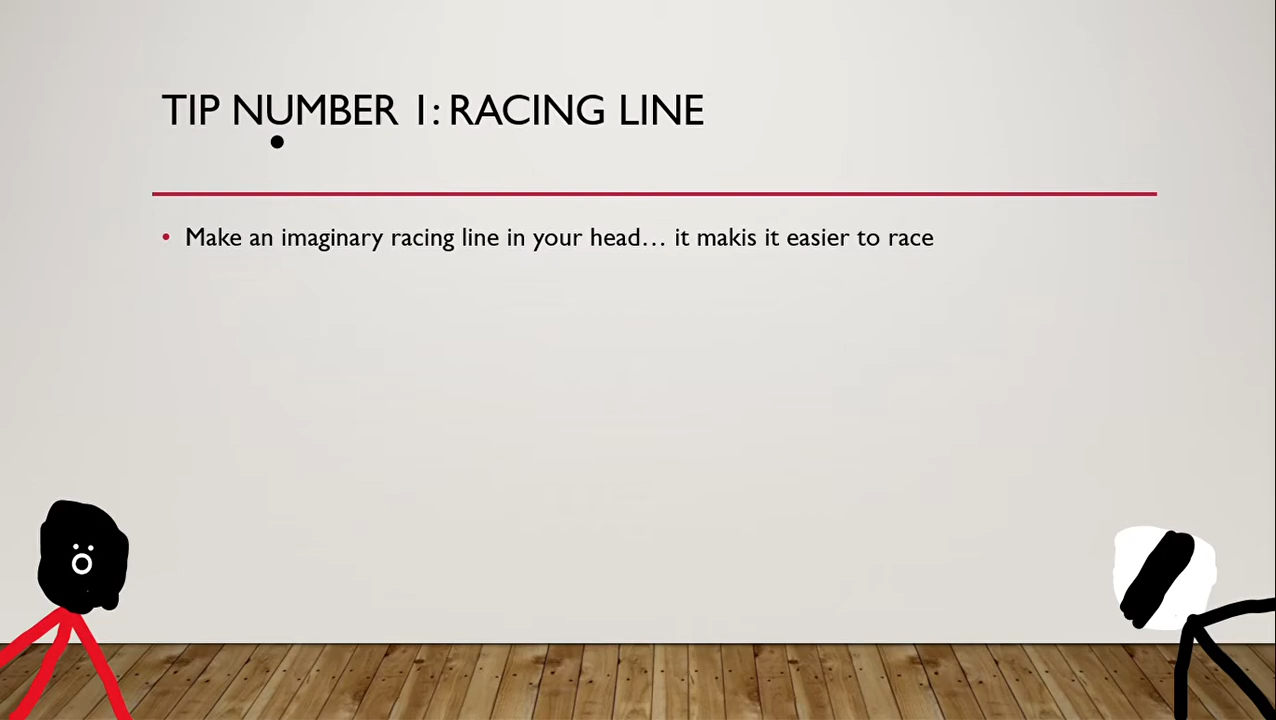 TIP NUMBER 1: RACING LINE
• Make an imaginary racing line in your head… it makis it easier to race